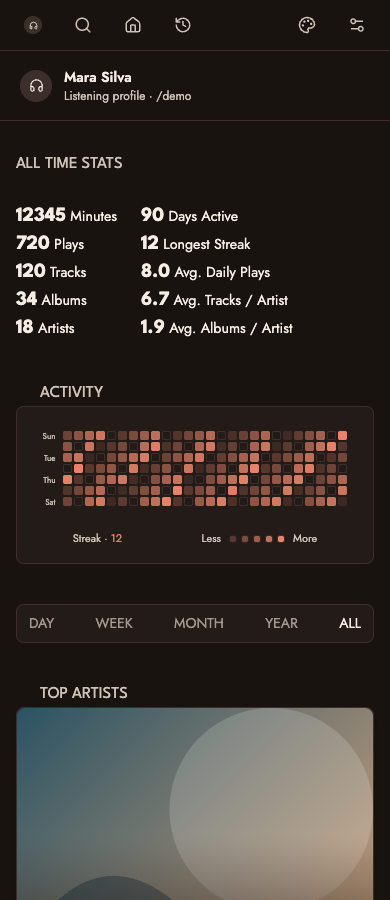 Mara Silva
Listening profile · /demo
ALL TIME STATS
12345 Minutes 90 Days Active
720 Plays 12 Longest Streak
120 Tracks 8.0 Avg. Daily Plays
34 Albums 6.7 Avg. Tracks / Artist
18 Artists 1.9 Avg. Albums / Artist
ACTIVITY
Sun
Tue
Thu
Sat
Streak · 12 Less More
DAY WEEK MONTH YEAR ALL
TOP ARTISTS